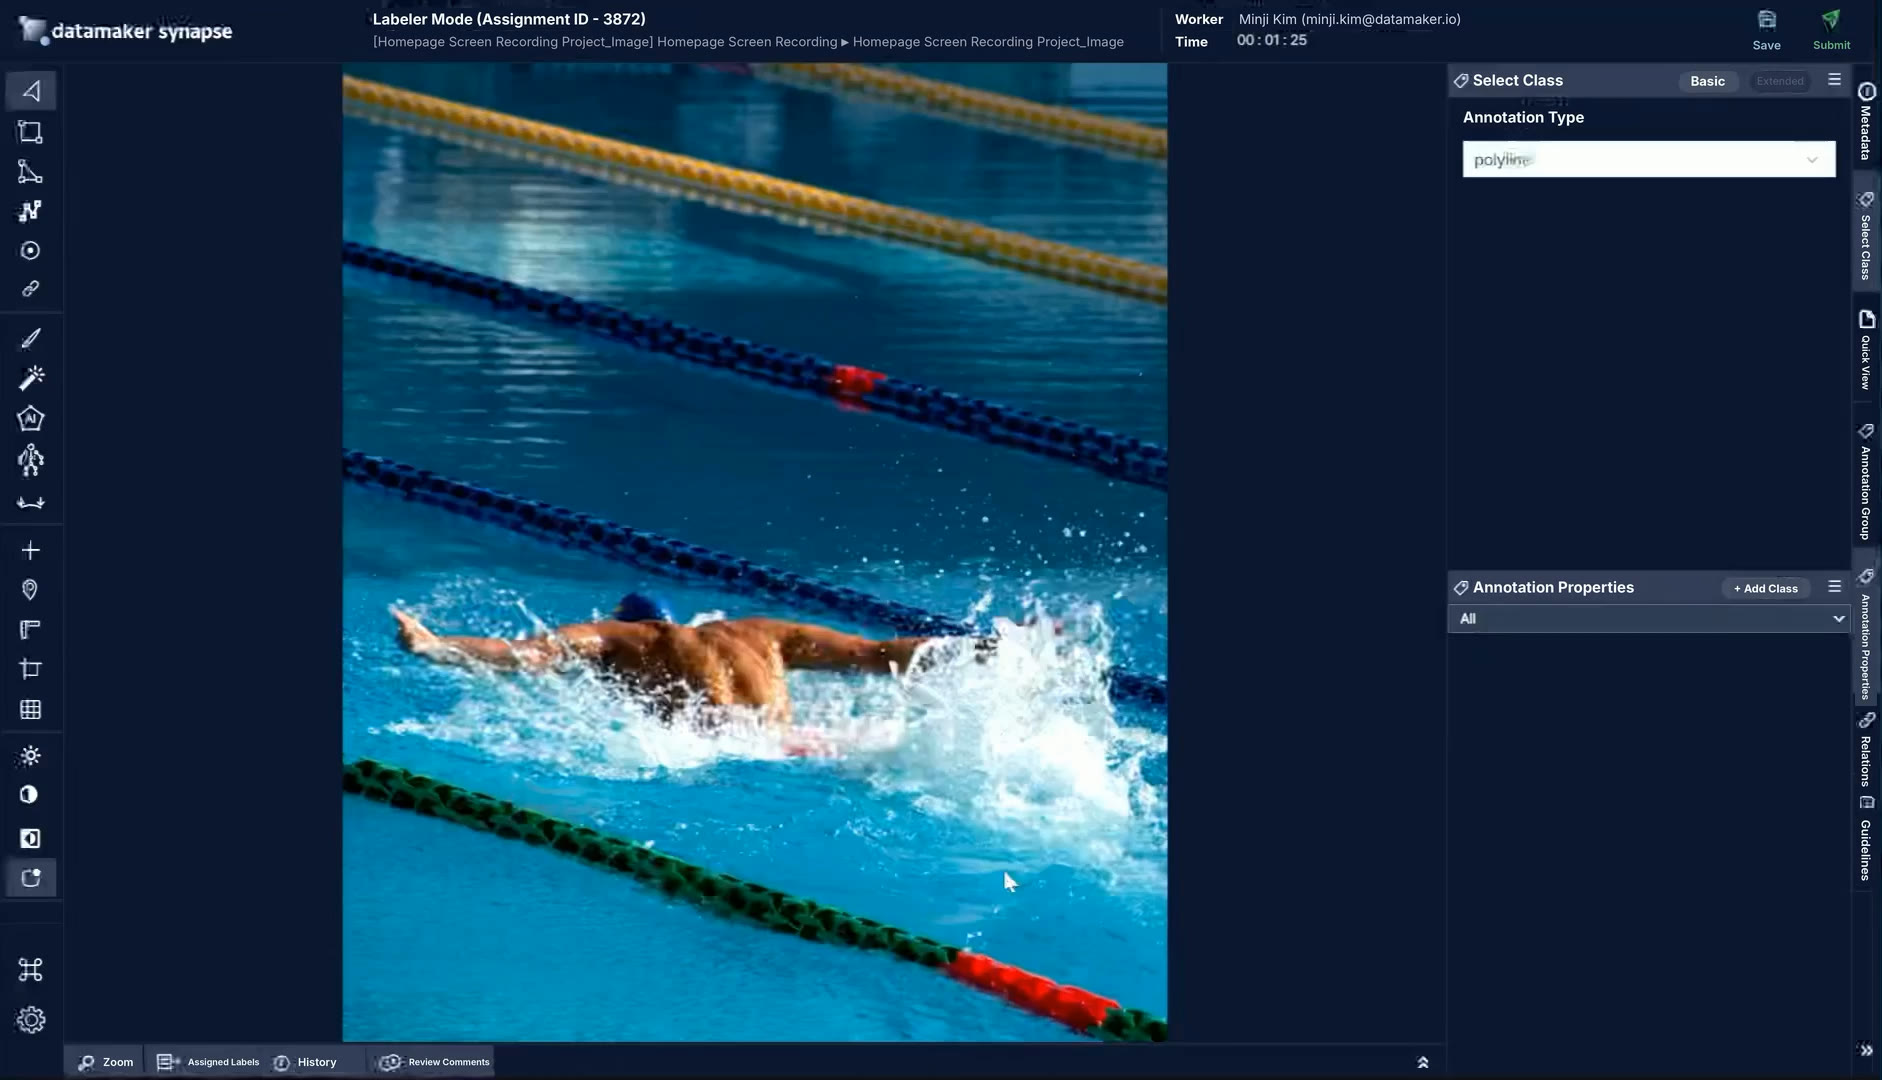 datamaker synapse
Labeler Mode (Assignment ID - 3872)
[Homepage Screen Recording Project_Image] Homepage Screen Recording ▸ Homepage Screen Recording Project_Image
Worker Minji Kim (minji.kim@datamaker.io)
Time 00:01:25
Save
Submit
Select Class
Basic
Extended
Annotation Type
polyline
Annotation Properties
+ Add Class
All
Metadata
Select Class
Quick View
Annotation Group
Annotation Properties
Relations
Guidelines
AI
Zoom
Assigned Labels
History
Review Comments